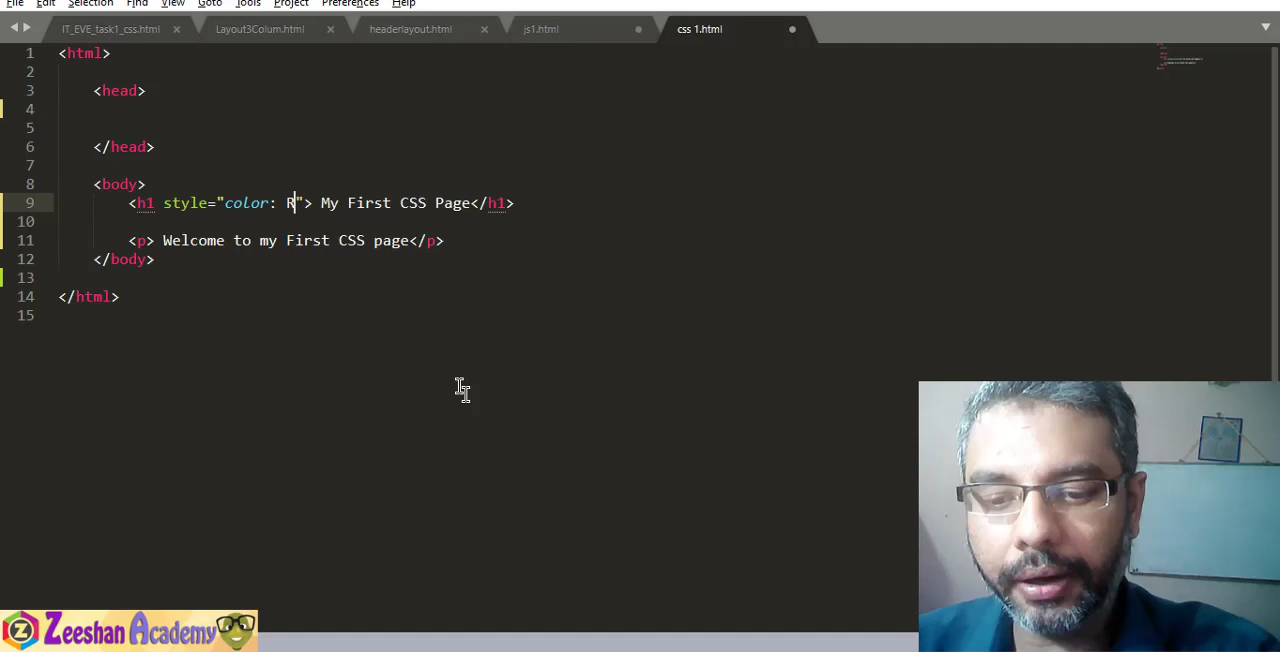 File Edit Selection Find View Goto Tools Project Preferences Help
IT_EVE_task1_css.html Layout3Colum.html headerlayout.html js1.html css 1.html
1 <html>
2
3 <head>
4
5
6 </head>
7
8 <body>
9 <h1 style="color: R"> My First CSS Page</h1>
10
11 <p> Welcome to my First CSS page</p>
12 </body>
13
14 </html>
15
Z Zeeshan Academy